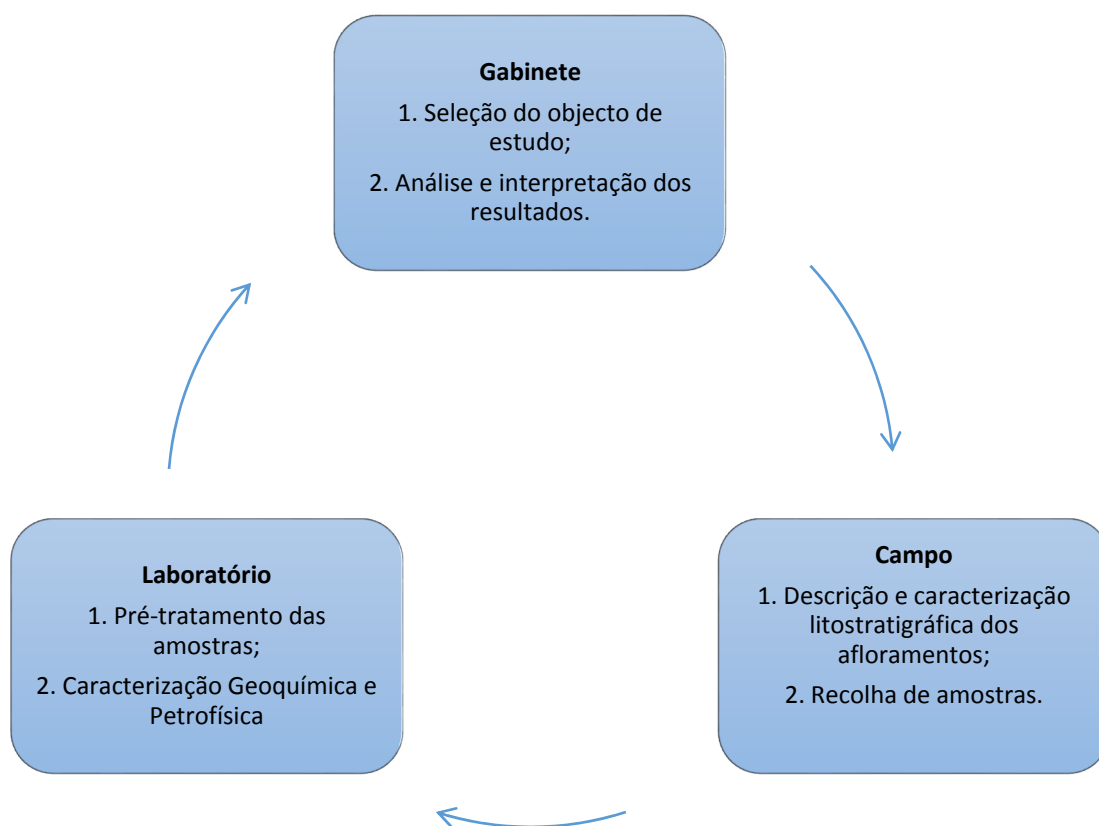 Gabinete
1. Seleção do objecto de
estudo;
2. Análise e interpretação dos
resultados.
Laboratório
1. Pré-tratamento das
amostras;
2. Caracterização Geoquímica e
Petrofísica
Campo
1. Descrição e caracterização
litostratigráfica dos
afloramentos;
2. Recolha de amostras.